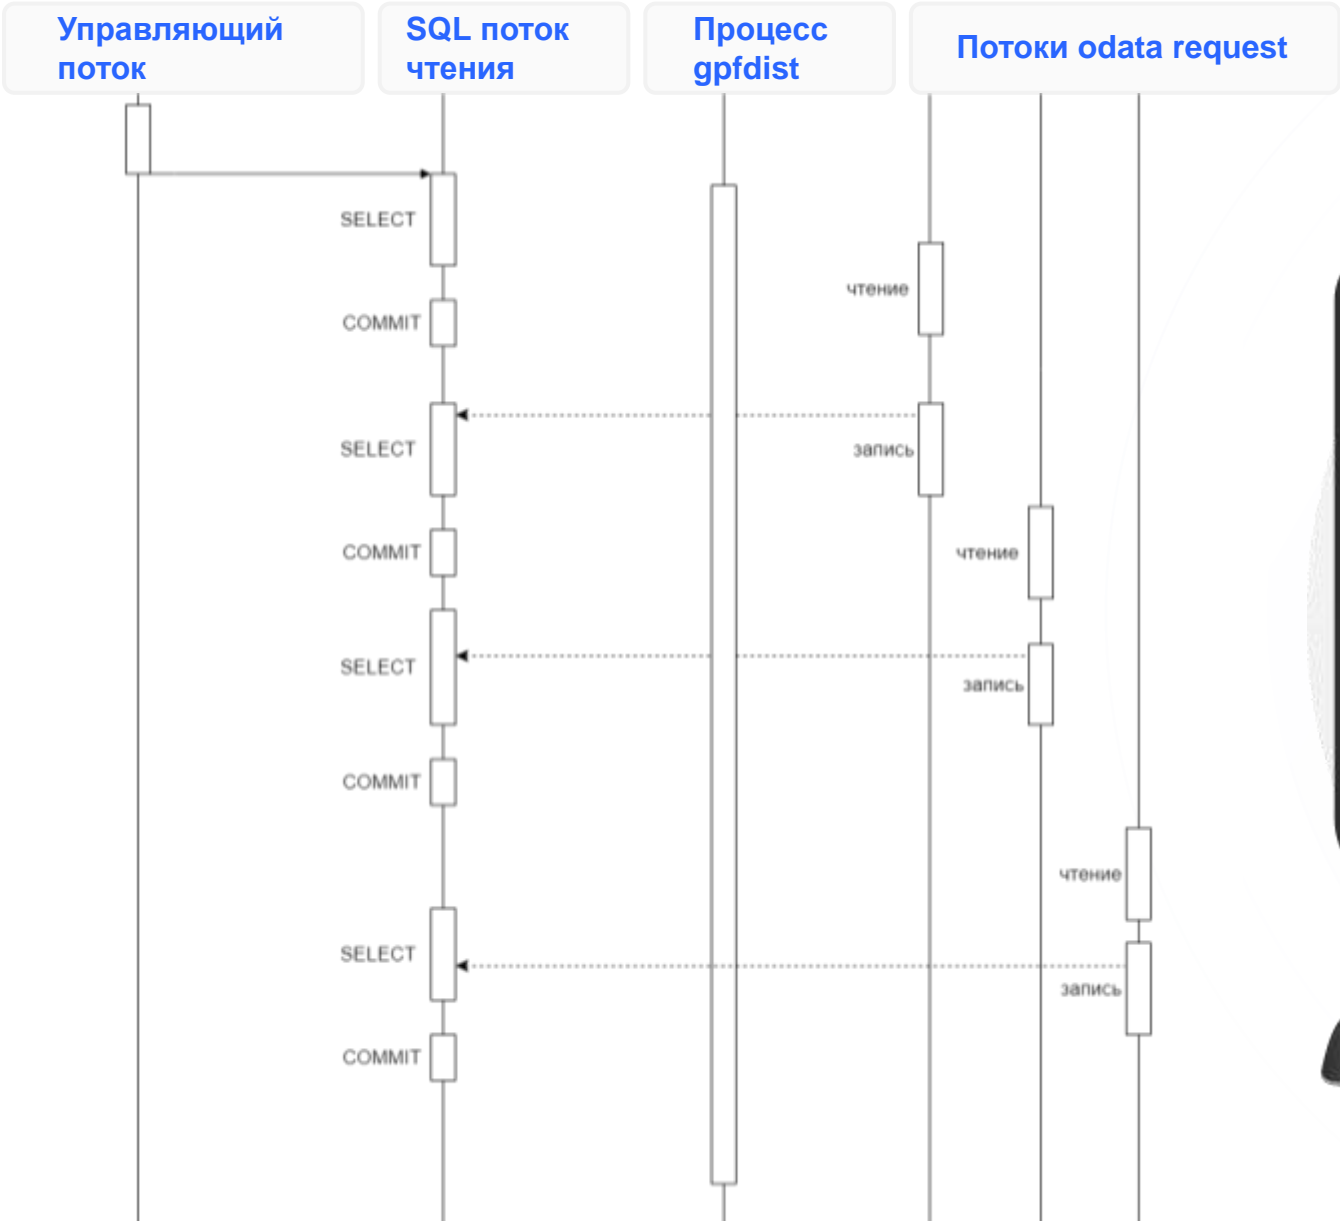 Управляющий
поток
SQL поток
чтения
Процесс
gpfdist
Потоки odata request
SELECT
чтение
COMMIT
SELECT
запись
COMMIT
чтение
SELECT
запись
COMMIT
чтение
SELECT
запись
COMMIT